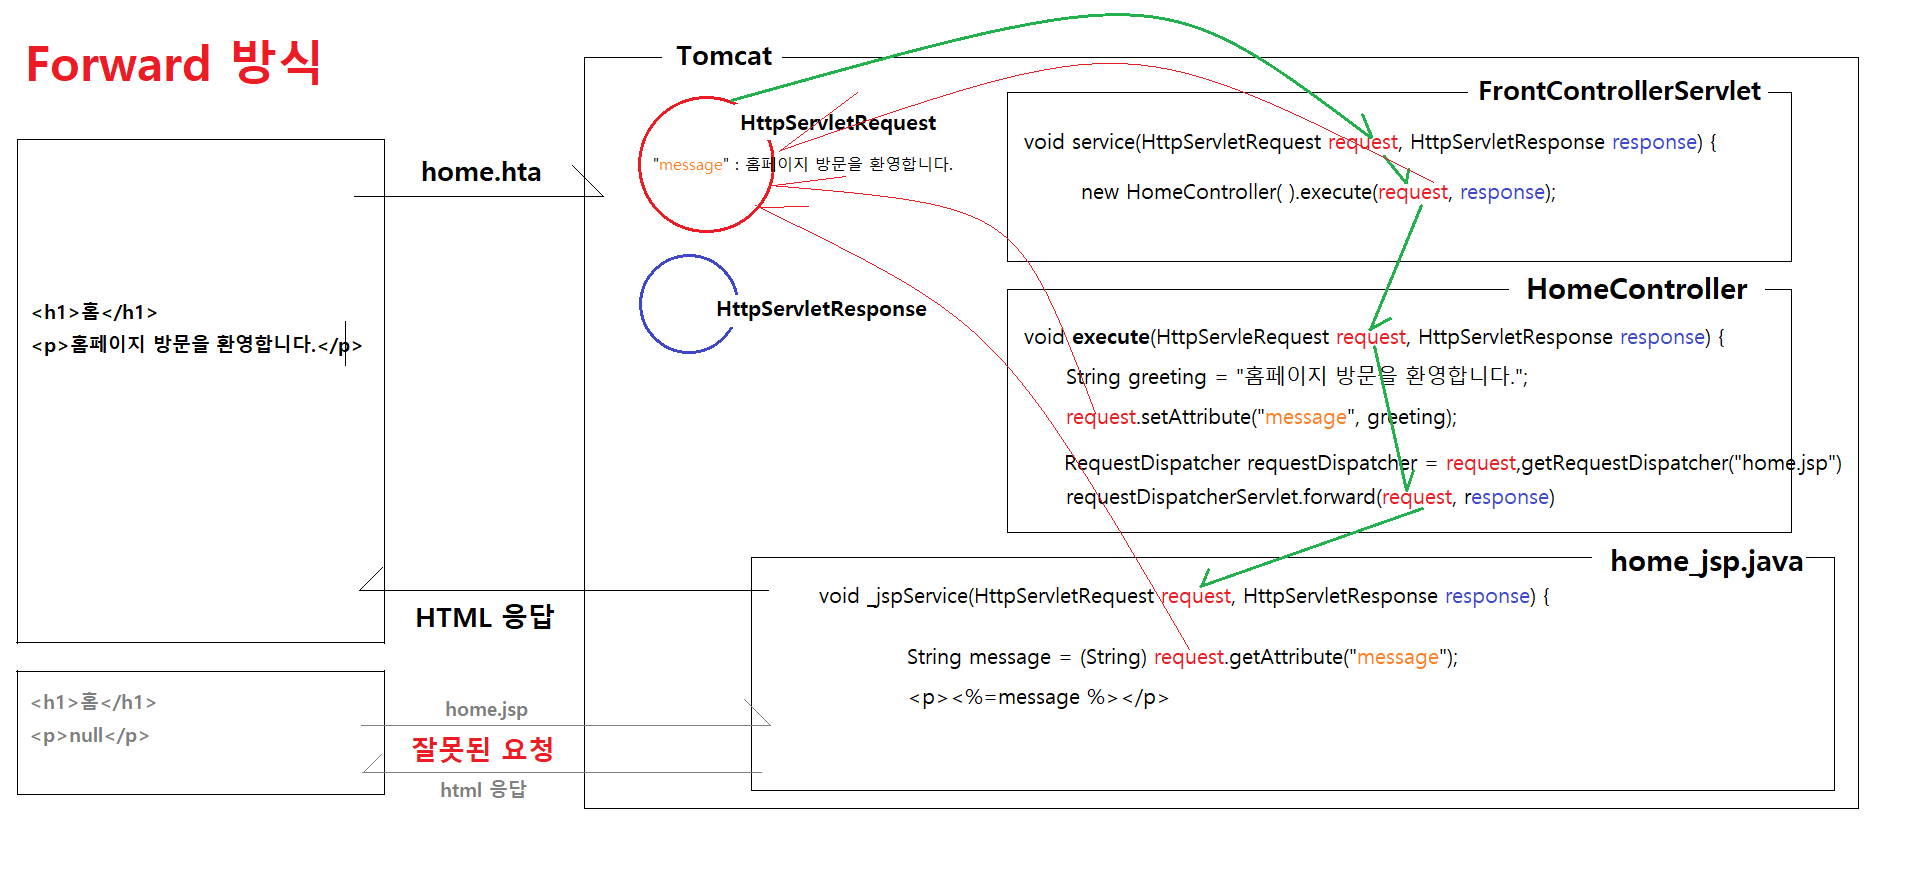 Forward 방식
Tomcat
home.hta
HttpServletRequest
"message" : 홈페이지 방문을 환영합니다.
HttpServletResponse
FrontControllerServlet
void service(HttpServletRequest request, HttpServletResponse response) {
new HomeController( ).execute(request, response);
HomeController
void execute(HttpServleRequest request, HttpServletResponse response) {
String greeting = "홈페이지 방문을 환영합니다.";
request.setAttribute("message", greeting);
RequestDispatcher requestDispatcher = request,getRequestDispatcher("home.jsp")
requestDispatcherServlet.forward(request, response)
<h1>홈</h1>
<p>홈페이지 방문을 환영합니다.</p>
HTML 응답
home_jsp.java
void _jspService(HttpServletRequest request, HttpServletResponse response) {
String message = (String) request.getAttribute("message");
<p><%=message %></p>
<h1>홈</h1>
<p>null</p>
home.jsp
잘못된 요청
html 응답